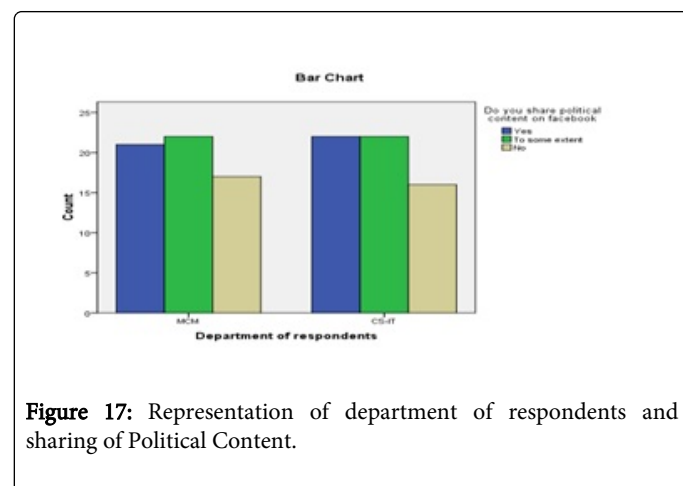 Bar Chart
Do you share political
content on facebook
Yes
To some extent
No
25
20
15
10
5
0
Count
MCM
CS-IT
Department of respondents
Figure 17: Representation of department of respondents and
sharing of Political Content.